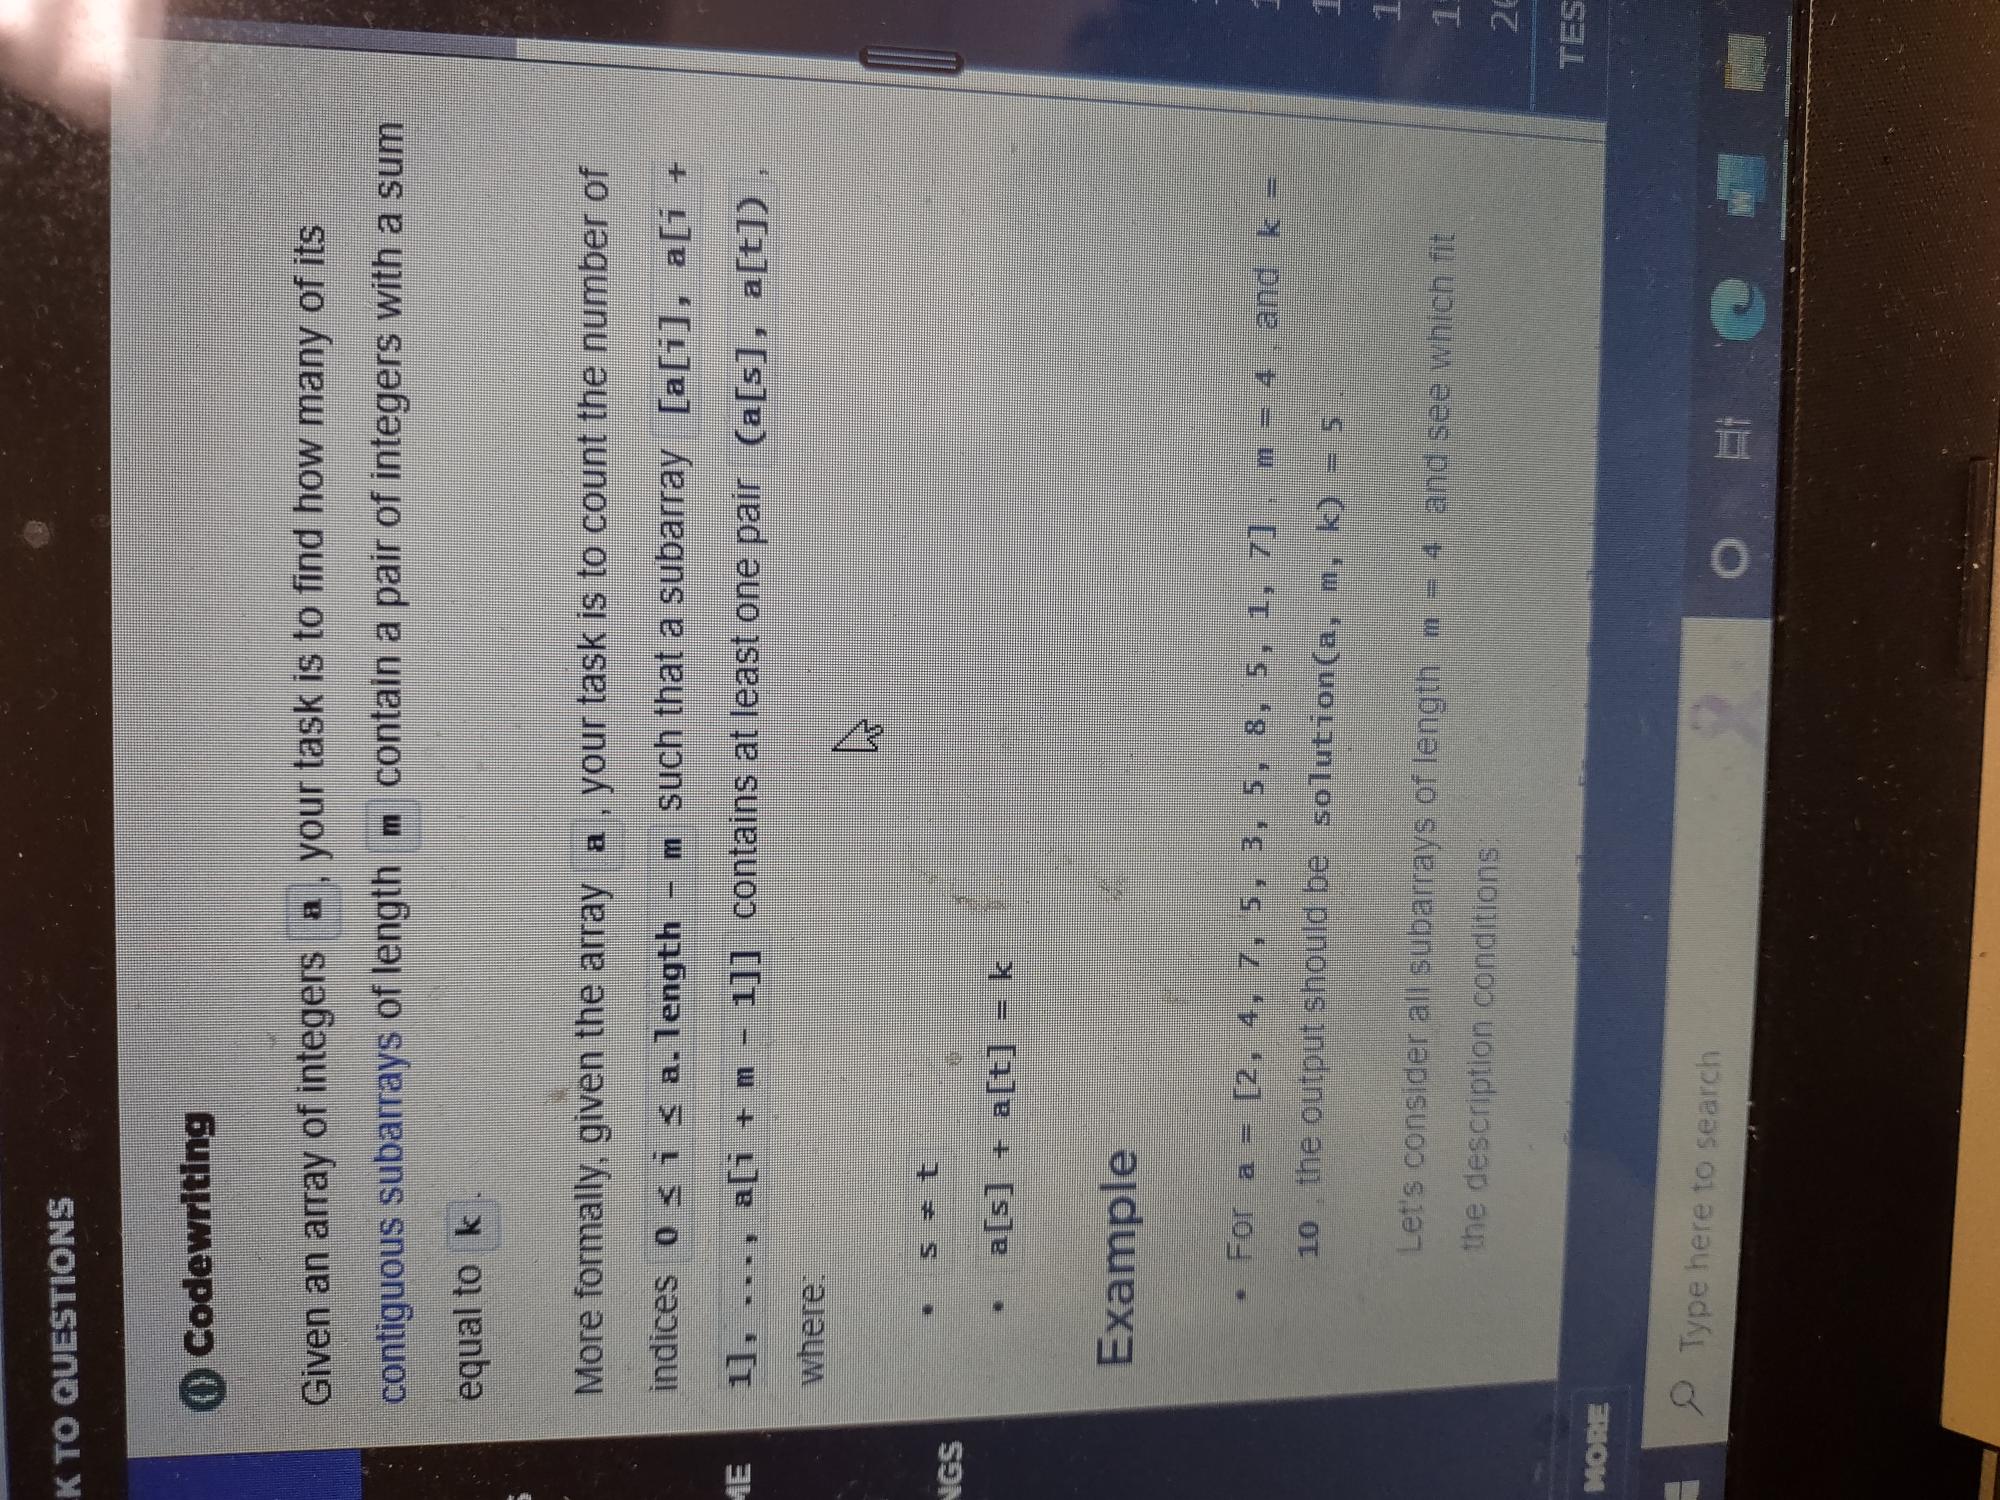 K TO QUESTIONS
Codewriting
Given an array of integers a, your task is to find how many of its
contiguous subarrays of length m contain a pair of integers with a sum
equal to k.
More formally, given the array a, your task is to count the number of
indices 0 ≤ i ≤ a.length - m such that a subarray [a[i], a[i +
1], ..., a[i + m - 1]] contains at least one pair (a[s], a[t]),
where:
• s ≠ t
• a[s] + a[t] = k
ME
NGS
Example
• For a = [2, 4, 7, 5, 3, 5, 8, 5, 1, 7], m = 4, and k =
10, the output should be solution(a, m, k) = 5.
Let's consider all subarrays of length m = 4 and see which fit
the description conditions:
TES
MORE
Type here to search
W